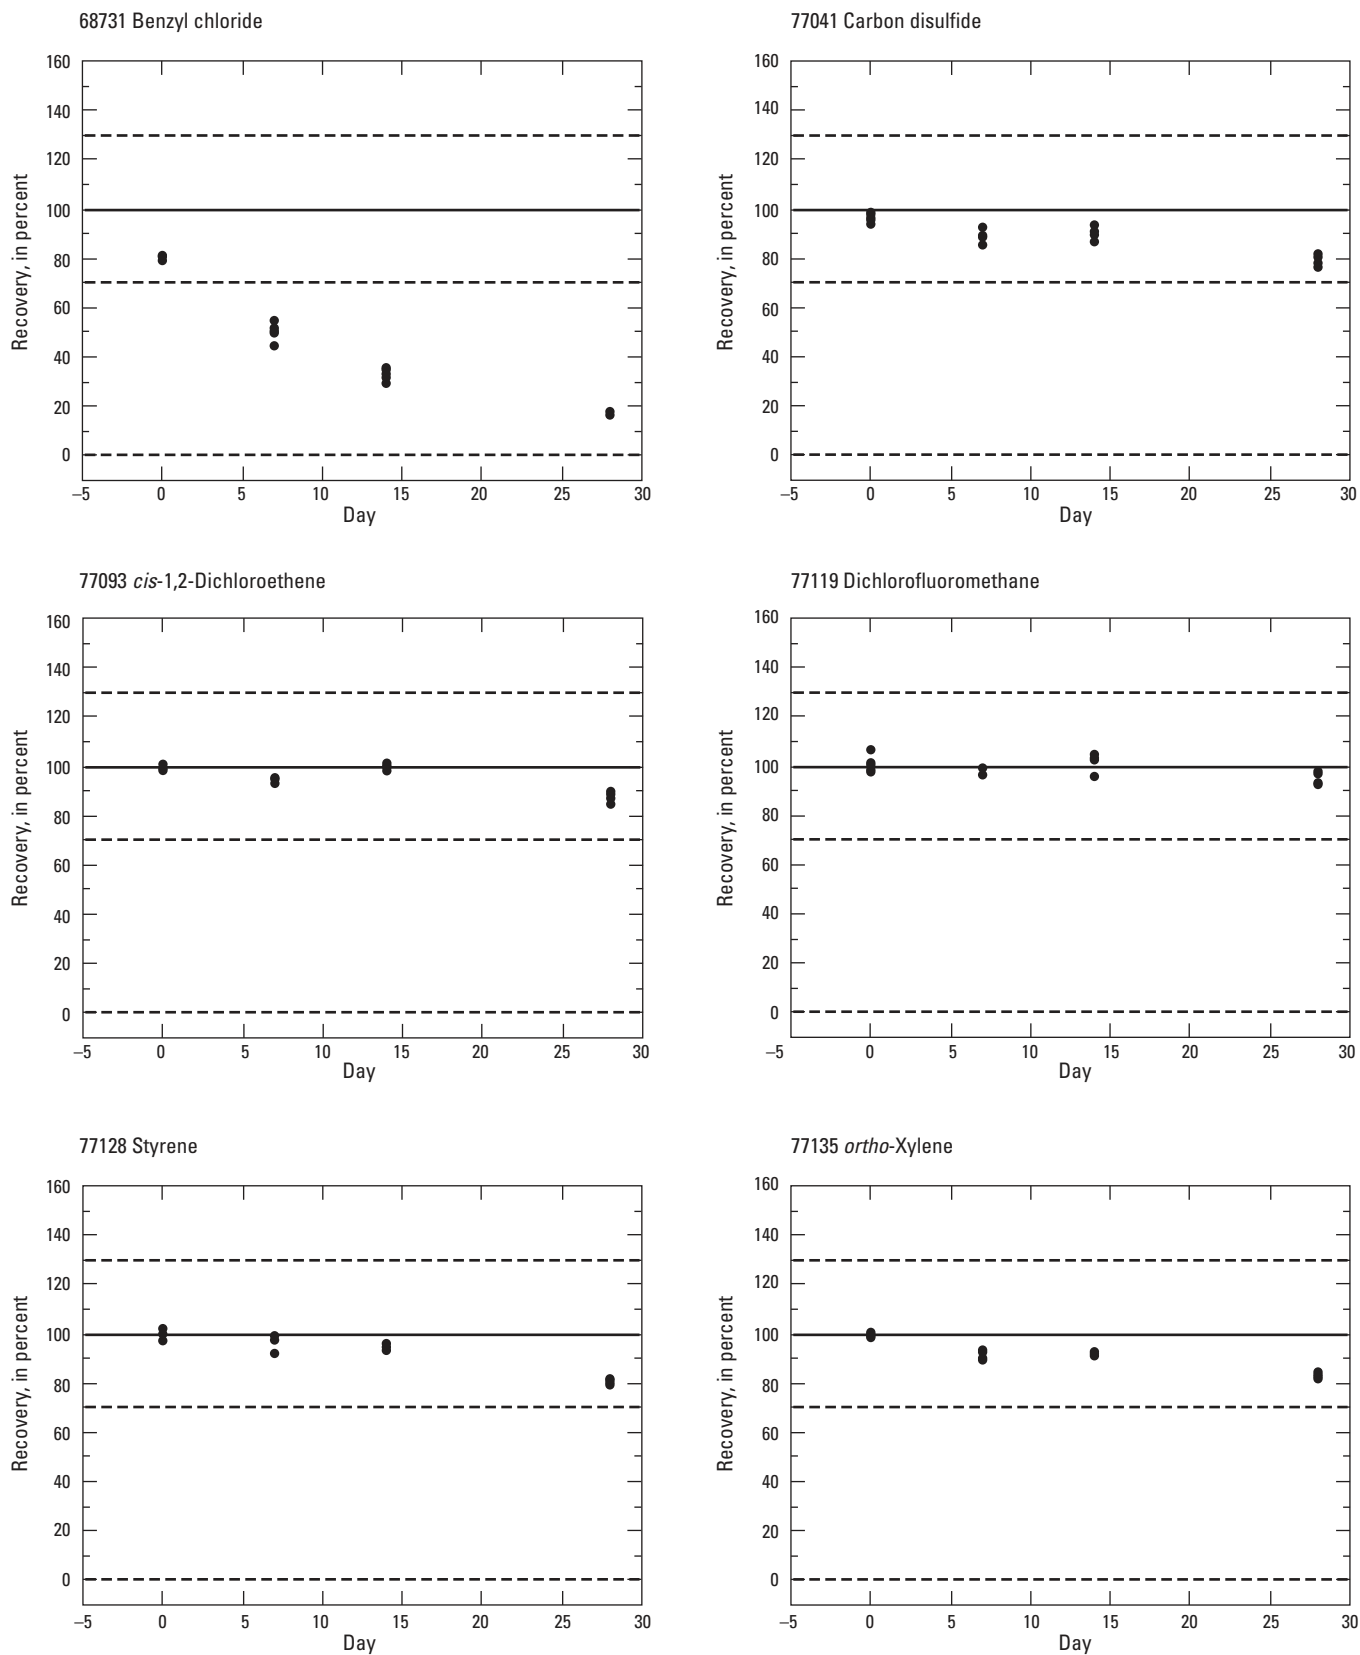 68731 Benzyl chloride
160
140
120
100
80
60
40
20
0
Recovery, in percent
–5 0 5 10 15 20 25 30
Day
77041 Carbon disulfide
160
140
120
100
80
60
40
20
0
Recovery, in percent
–5 0 5 10 15 20 25 30
Day
77093 cis-1,2-Dichloroethene
160
140
120
100
80
60
40
20
0
Recovery, in percent
–5 0 5 10 15 20 25 30
Day
77119 Dichlorofluoromethane
160
140
120
100
80
60
40
20
0
Recovery, in percent
–5 0 5 10 15 20 25 30
Day
77128 Styrene
160
140
120
100
80
60
40
20
0
Recovery, in percent
–5 0 5 10 15 20 25 30
Day
77135 ortho-Xylene
160
140
120
100
80
60
40
20
0
Recovery, in percent
–5 0 5 10 15 20 25 30
Day